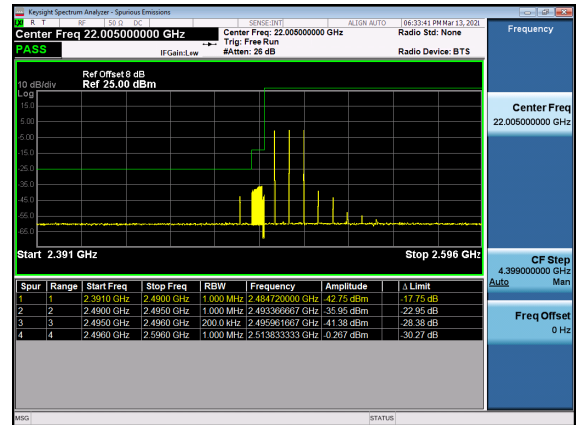 Keysight Spectrum Analyzer - Spurious Emissions
R T RF 50 Ω DC SENSE:INT ALIGN AUTO 06:33:41 PM Mar 13, 2021
Center Freq 22.005000000 GHz Center Freq: 22.005000000 GHz Radio Std: None
Trig: Free Run
PASS IFGain:Low #Atten: 26 dB Radio Device: BTS
Ref Offset 8 dB
10 dB/div Ref 25.00 dBm
Log
15.0
5.00
-5.00
-15.0
-25.0
-35.0
-45.0
-55.0
-65.0
Start 2.391 GHz Stop 2.596 GHz
Spur Range Start Freq Stop Freq RBW Frequency Amplitude Δ Limit
1 1 2.3910 GHz 2.4900 GHz 1.000 MHz 2.484720000 GHz -42.75 dBm -17.75 dB
2 2 2.4900 GHz 2.4950 GHz 1.000 MHz 2.493366667 GHz -35.95 dBm -22.95 dB
3 3 2.4950 GHz 2.4960 GHz 200.0 kHz 2.495961667 GHz -41.38 dBm -28.38 dB
4 4 2.4960 GHz 2.5960 GHz 1.000 MHz 2.513833333 GHz -0.267 dBm -30.27 dB
Frequency
Center Freq
22.005000000 GHz
CF Step
4.399000000 GHz
Auto Man
Freq Offset
0 Hz
MSG STATUS